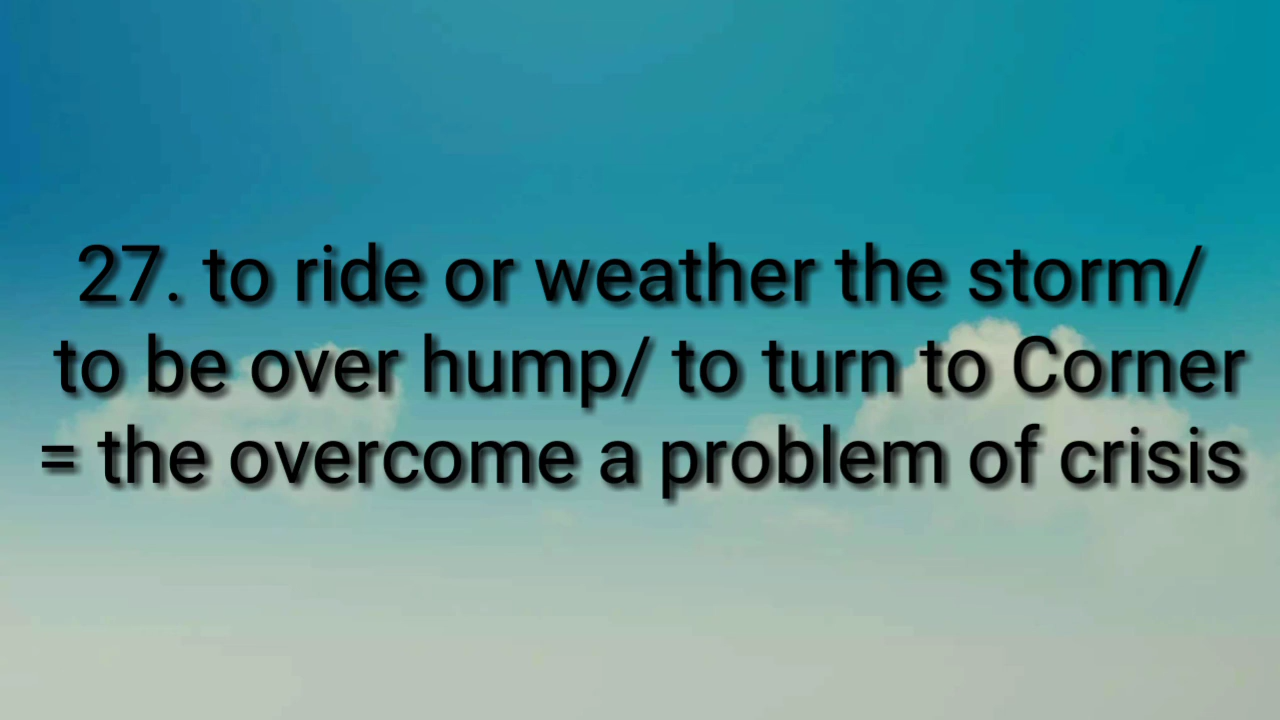 27. to ride or weather the storm/
to be over hump/ to turn to Corner
= the overcome a problem of crisis